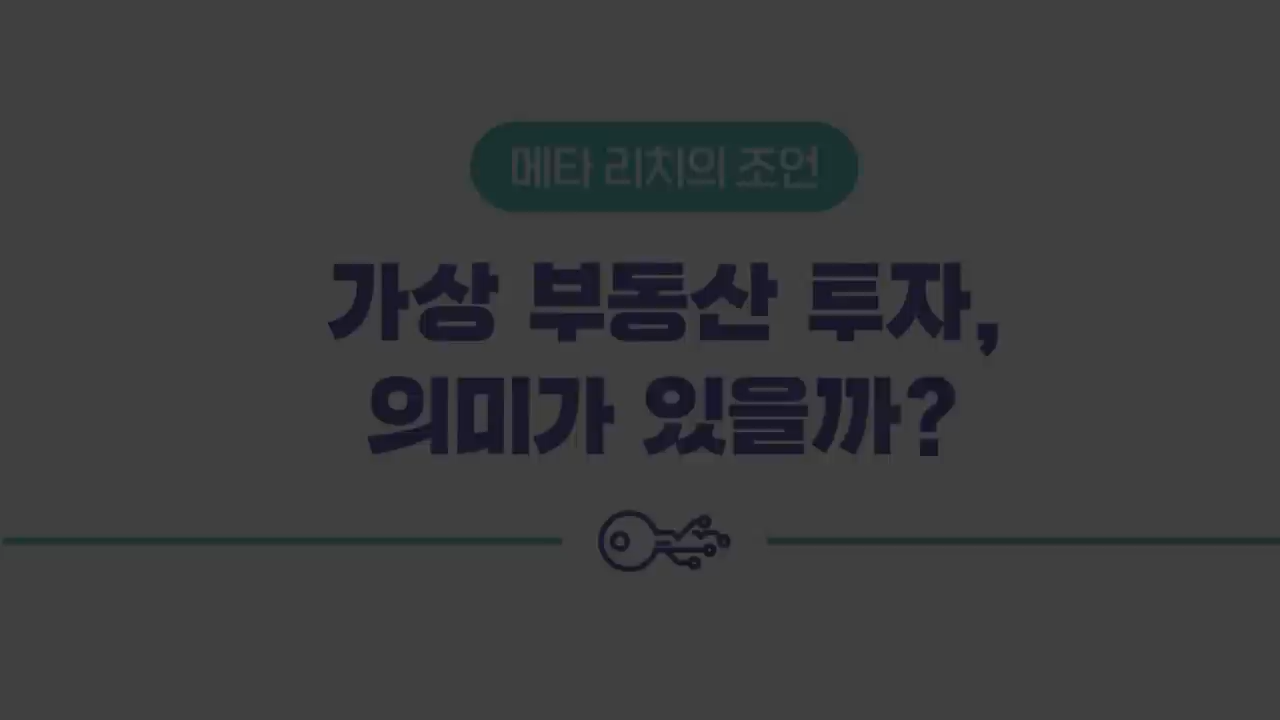 메타 리치의 조언
가상 부동산 투자,
의미가 있을까?